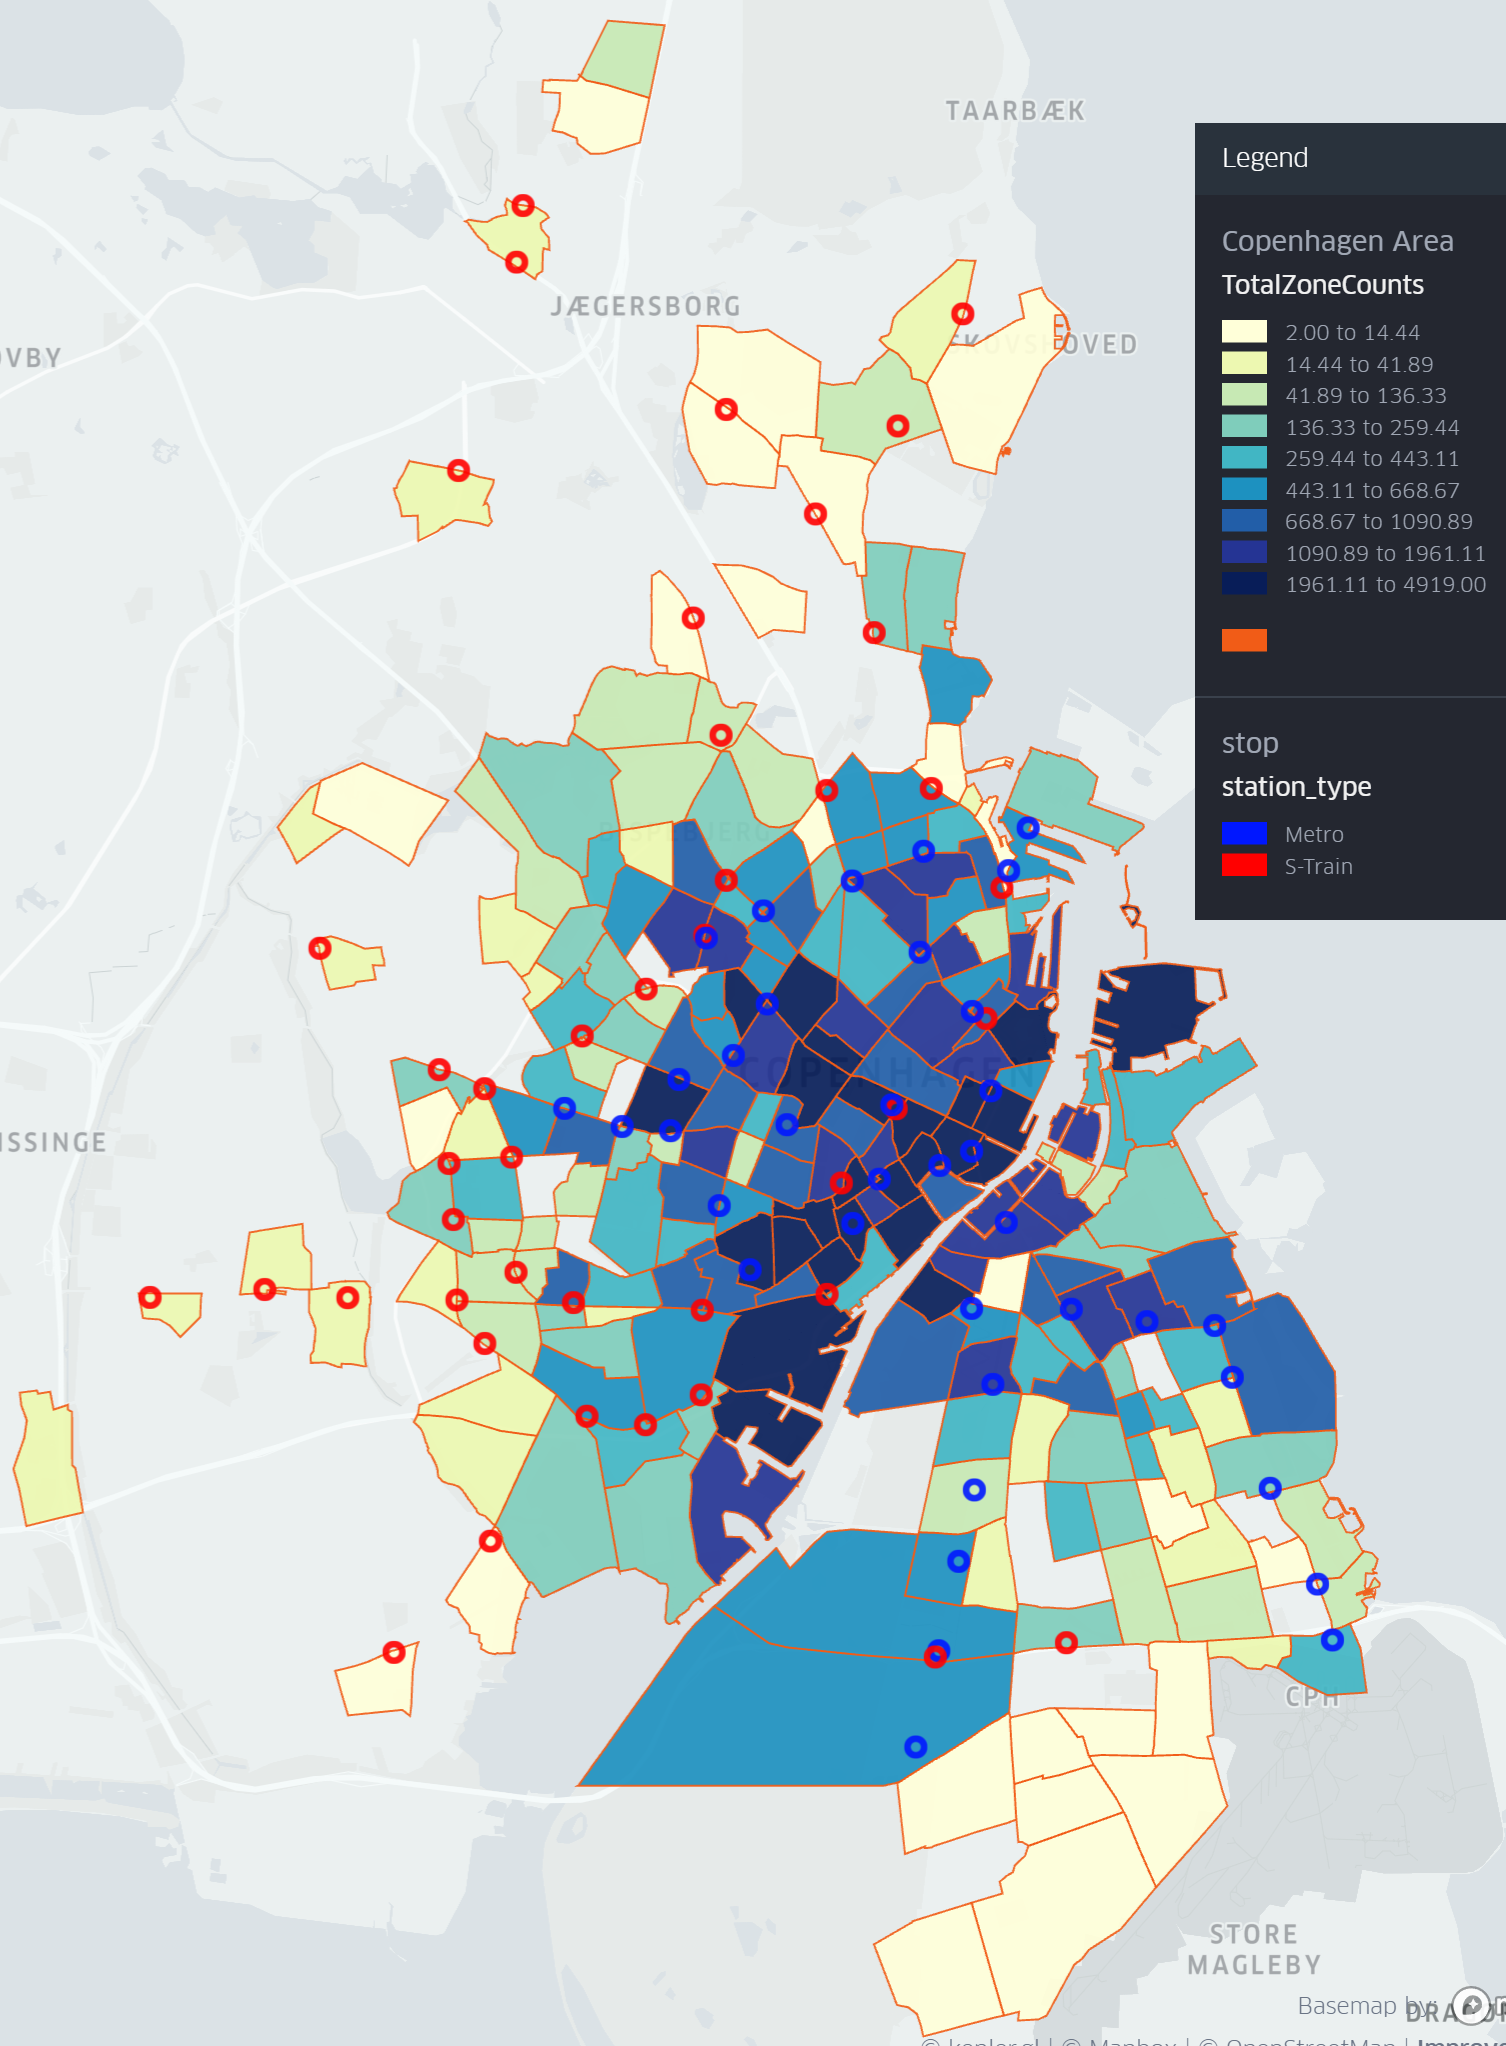 TAARBÆK
JÆGERSBORG
SKOVSHOVED
OVBY
BISPEBJERG
COPENHAGEN
ISSINGE
CPH
STORE
MAGLEBY
Legend
Copenhagen Area
TotalZoneCounts
2.00 to 14.44
14.44 to 41.89
41.89 to 136.33
136.33 to 259.44
259.44 to 443.11
443.11 to 668.67
668.67 to 1090.89
1090.89 to 1961.11
1961.11 to 4919.00
stop
station_type
Metro
S-Train
Basemap by:
© kepler.gl | © Mapbox | © OpenStreetMap | Improve